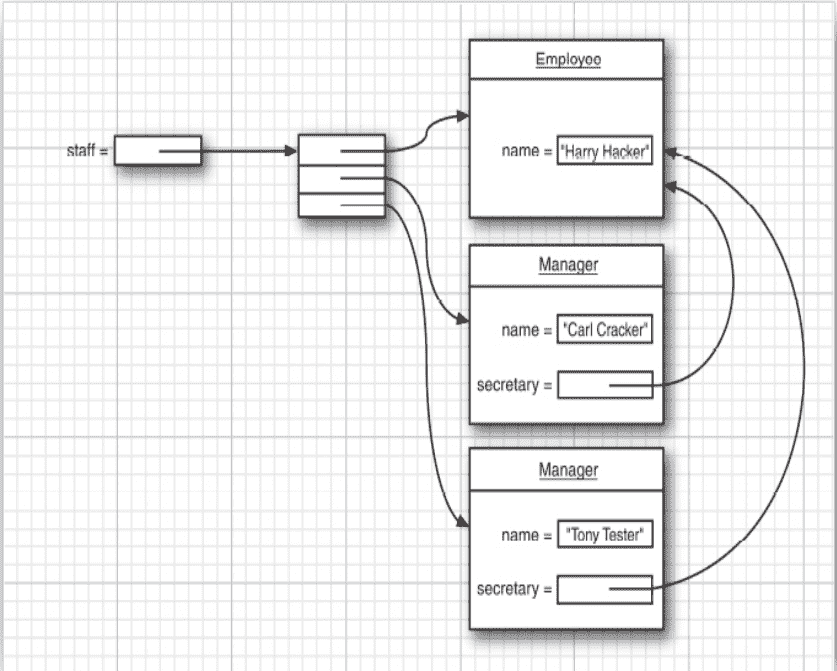 Employee
staff =
name = "Harry Hacker"
Manager
name = "Carl Cracker"
secretary =
Manager
name = "Tony Tester"
secretary =